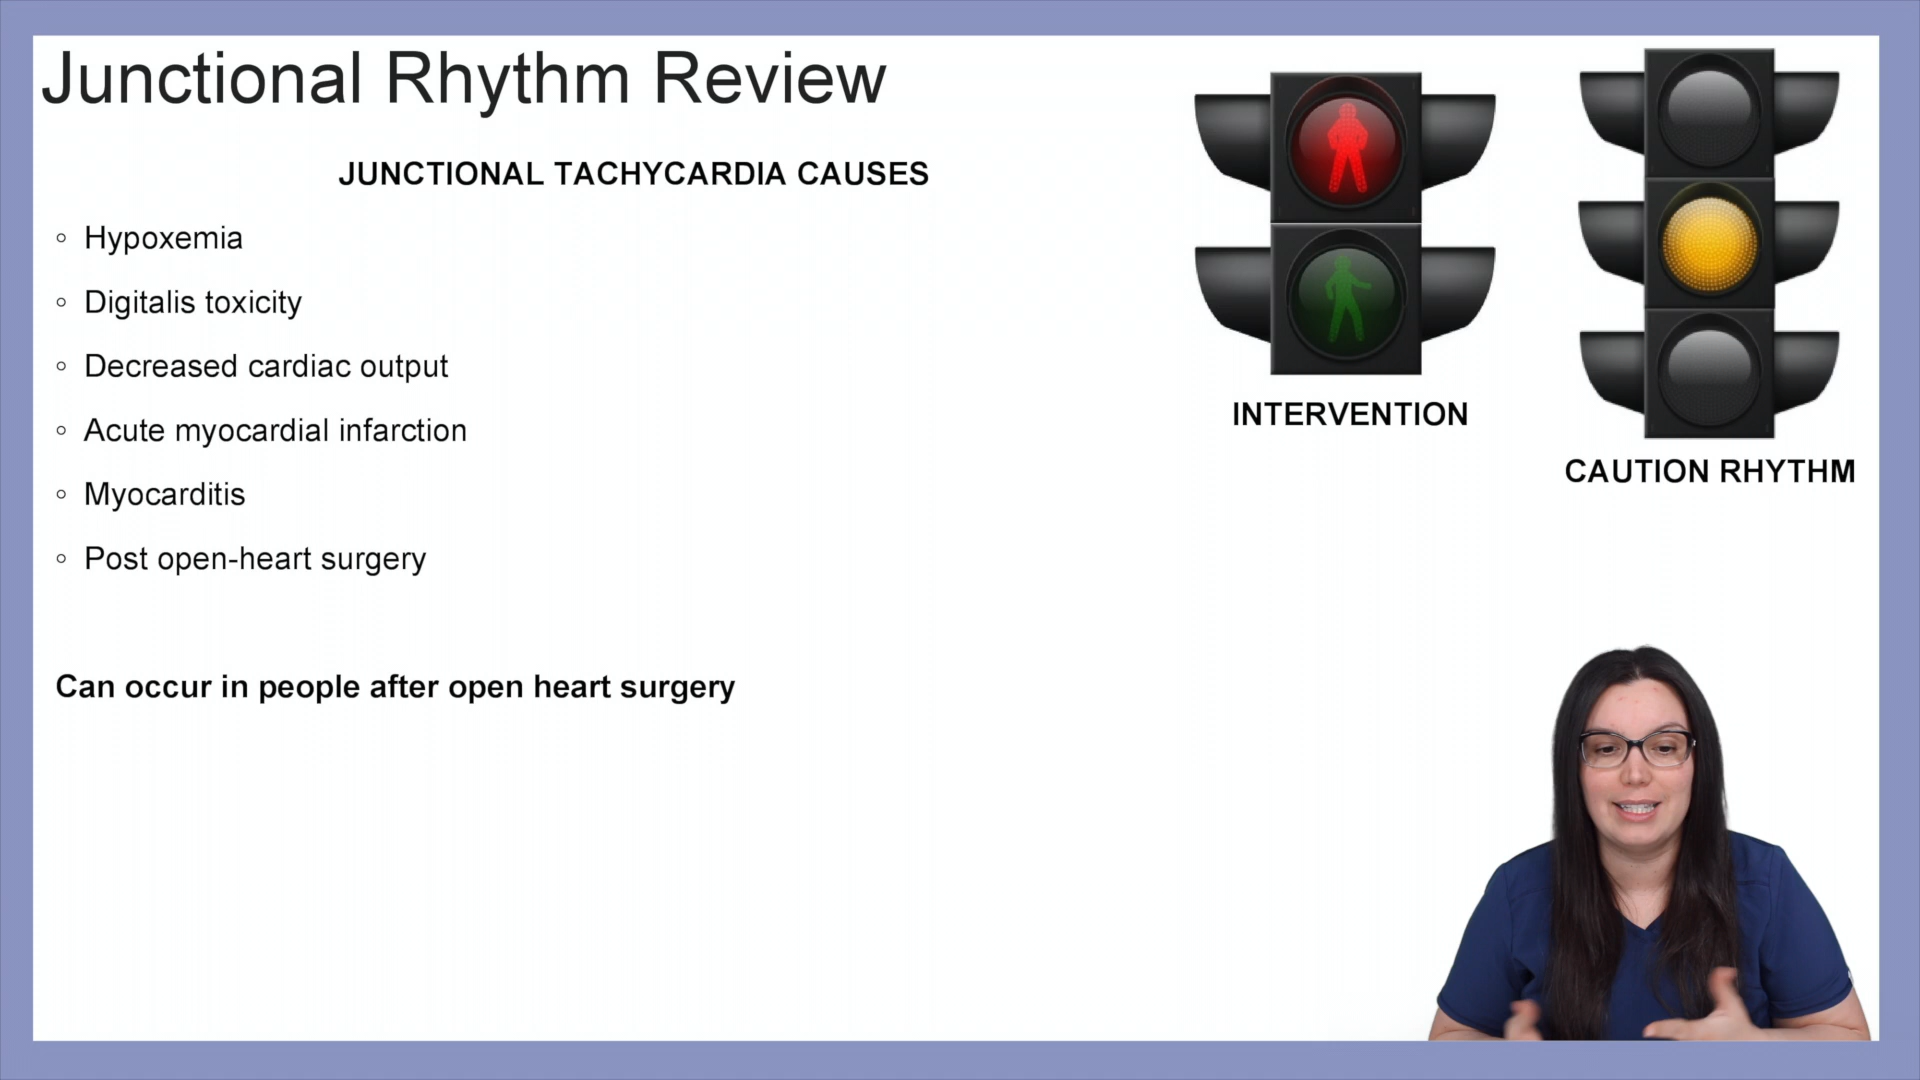 Junctional Rhythm Review
JUNCTIONAL TACHYCARDIA CAUSES
Hypoxemia
Digitalis toxicity
Decreased cardiac output
Acute myocardial infarction
Myocarditis
Post open-heart surgery
Can occur in people after open heart surgery
INTERVENTION
CAUTION RHYTHM